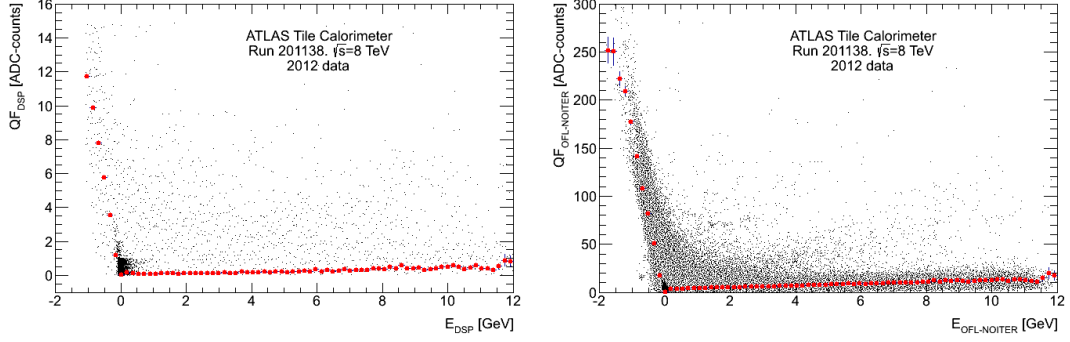 16
14
12
10
8
6
4
2
0
QF_DSP [ADC-counts]
ATLAS Tile Calorimeter
Run 201138. √s=8 TeV
2012 data
-2 0 2 4 6 8 10 12
E_DSP [GeV]
300
250
200
150
100
50
0
QF_OFL-NOITER [ADC-counts]
ATLAS Tile Calorimeter
Run 201138. √s=8 TeV
2012 data
-2 0 2 4 6 8 10 12
E_OFL-NOITER [GeV]